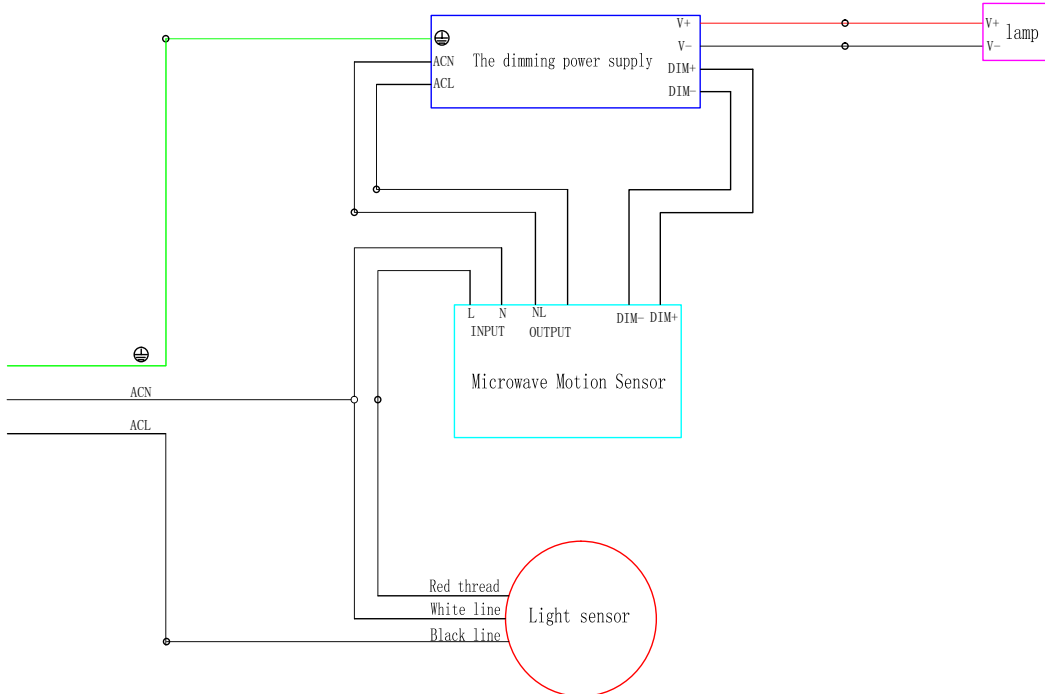 V+
V+
lamp
V-
V-
ACN
The dimming power supply
DIM+
ACL
DIM-
L
N
NL
DIM-
DIM+
INPUT
OUTPUT
Microwave Motion Sensor
ACN
ACL
Red thread
White line
Light sensor
Black line